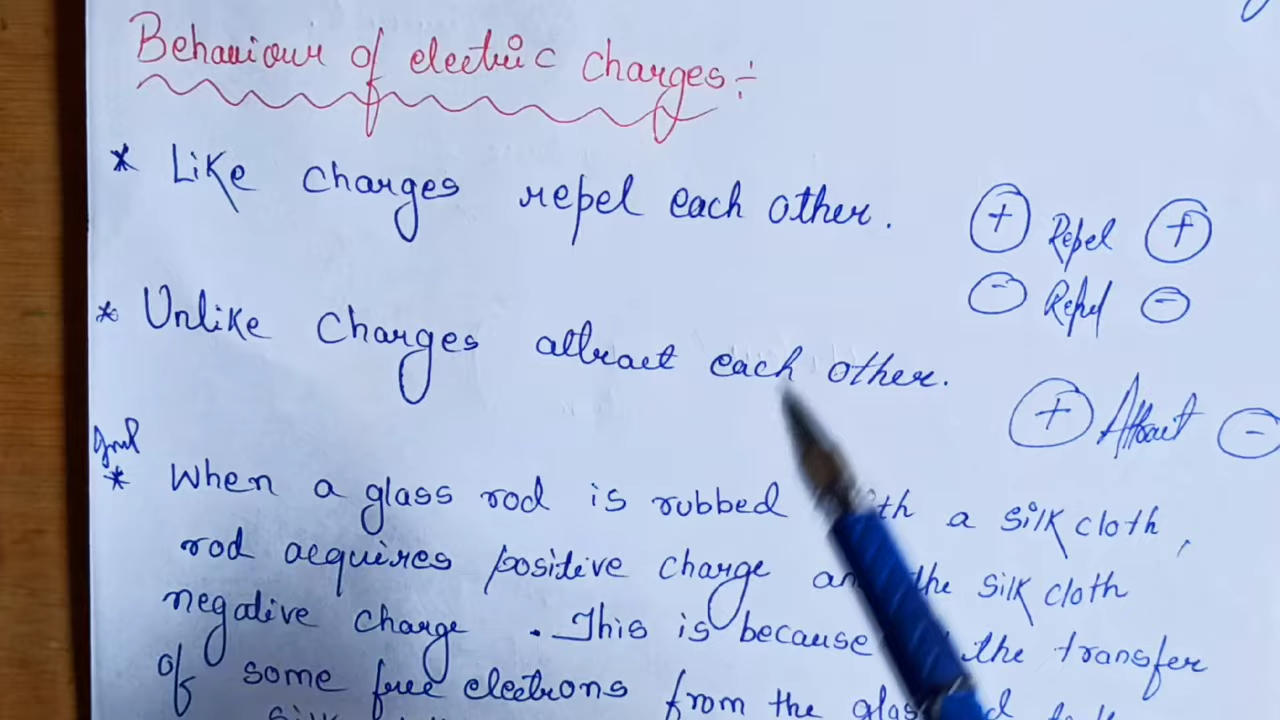 Behaviour of electric charges:-
* Like charges repel each other.
+ Repel +
- Repel -
* Unlike charges attract each other.
+ Attract -
* When a glass rod is rubbed with a silk cloth,
rod acquires positive charge and the silk cloth
negative charge. This is because the transfer
of some free electrons from the glass